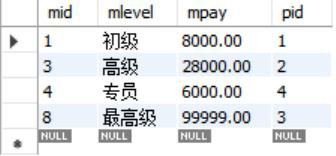 mid mlevel mpay pid
1 初级 8000.00 1
3 高级 28000.00 2
4 专员 6000.00 4
8 最高级 99999.00 3
NULL NULL NULL NULL